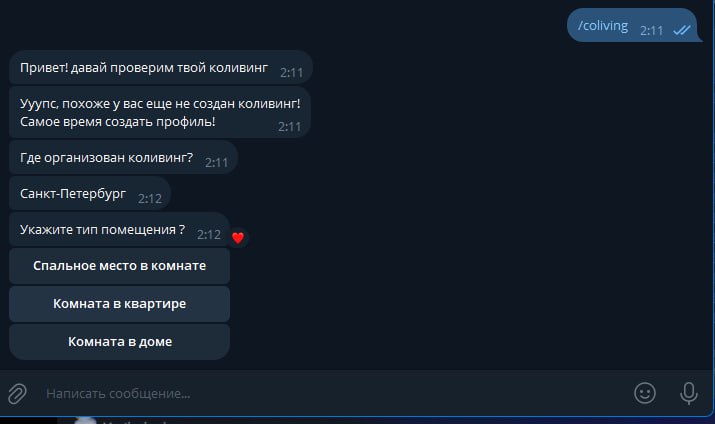 /coliving 2:11
Привет! давай проверим твой коливинг 2:11
Ууупс, похоже у вас еще не создан коливинг!
Самое время создать профиль! 2:11
Где организован коливинг? 2:11
Санкт-Петербург 2:12
Укажите тип помещения ? 2:12
Спальное место в комнате
Комната в квартире
Комната в доме
Написать сообщение...